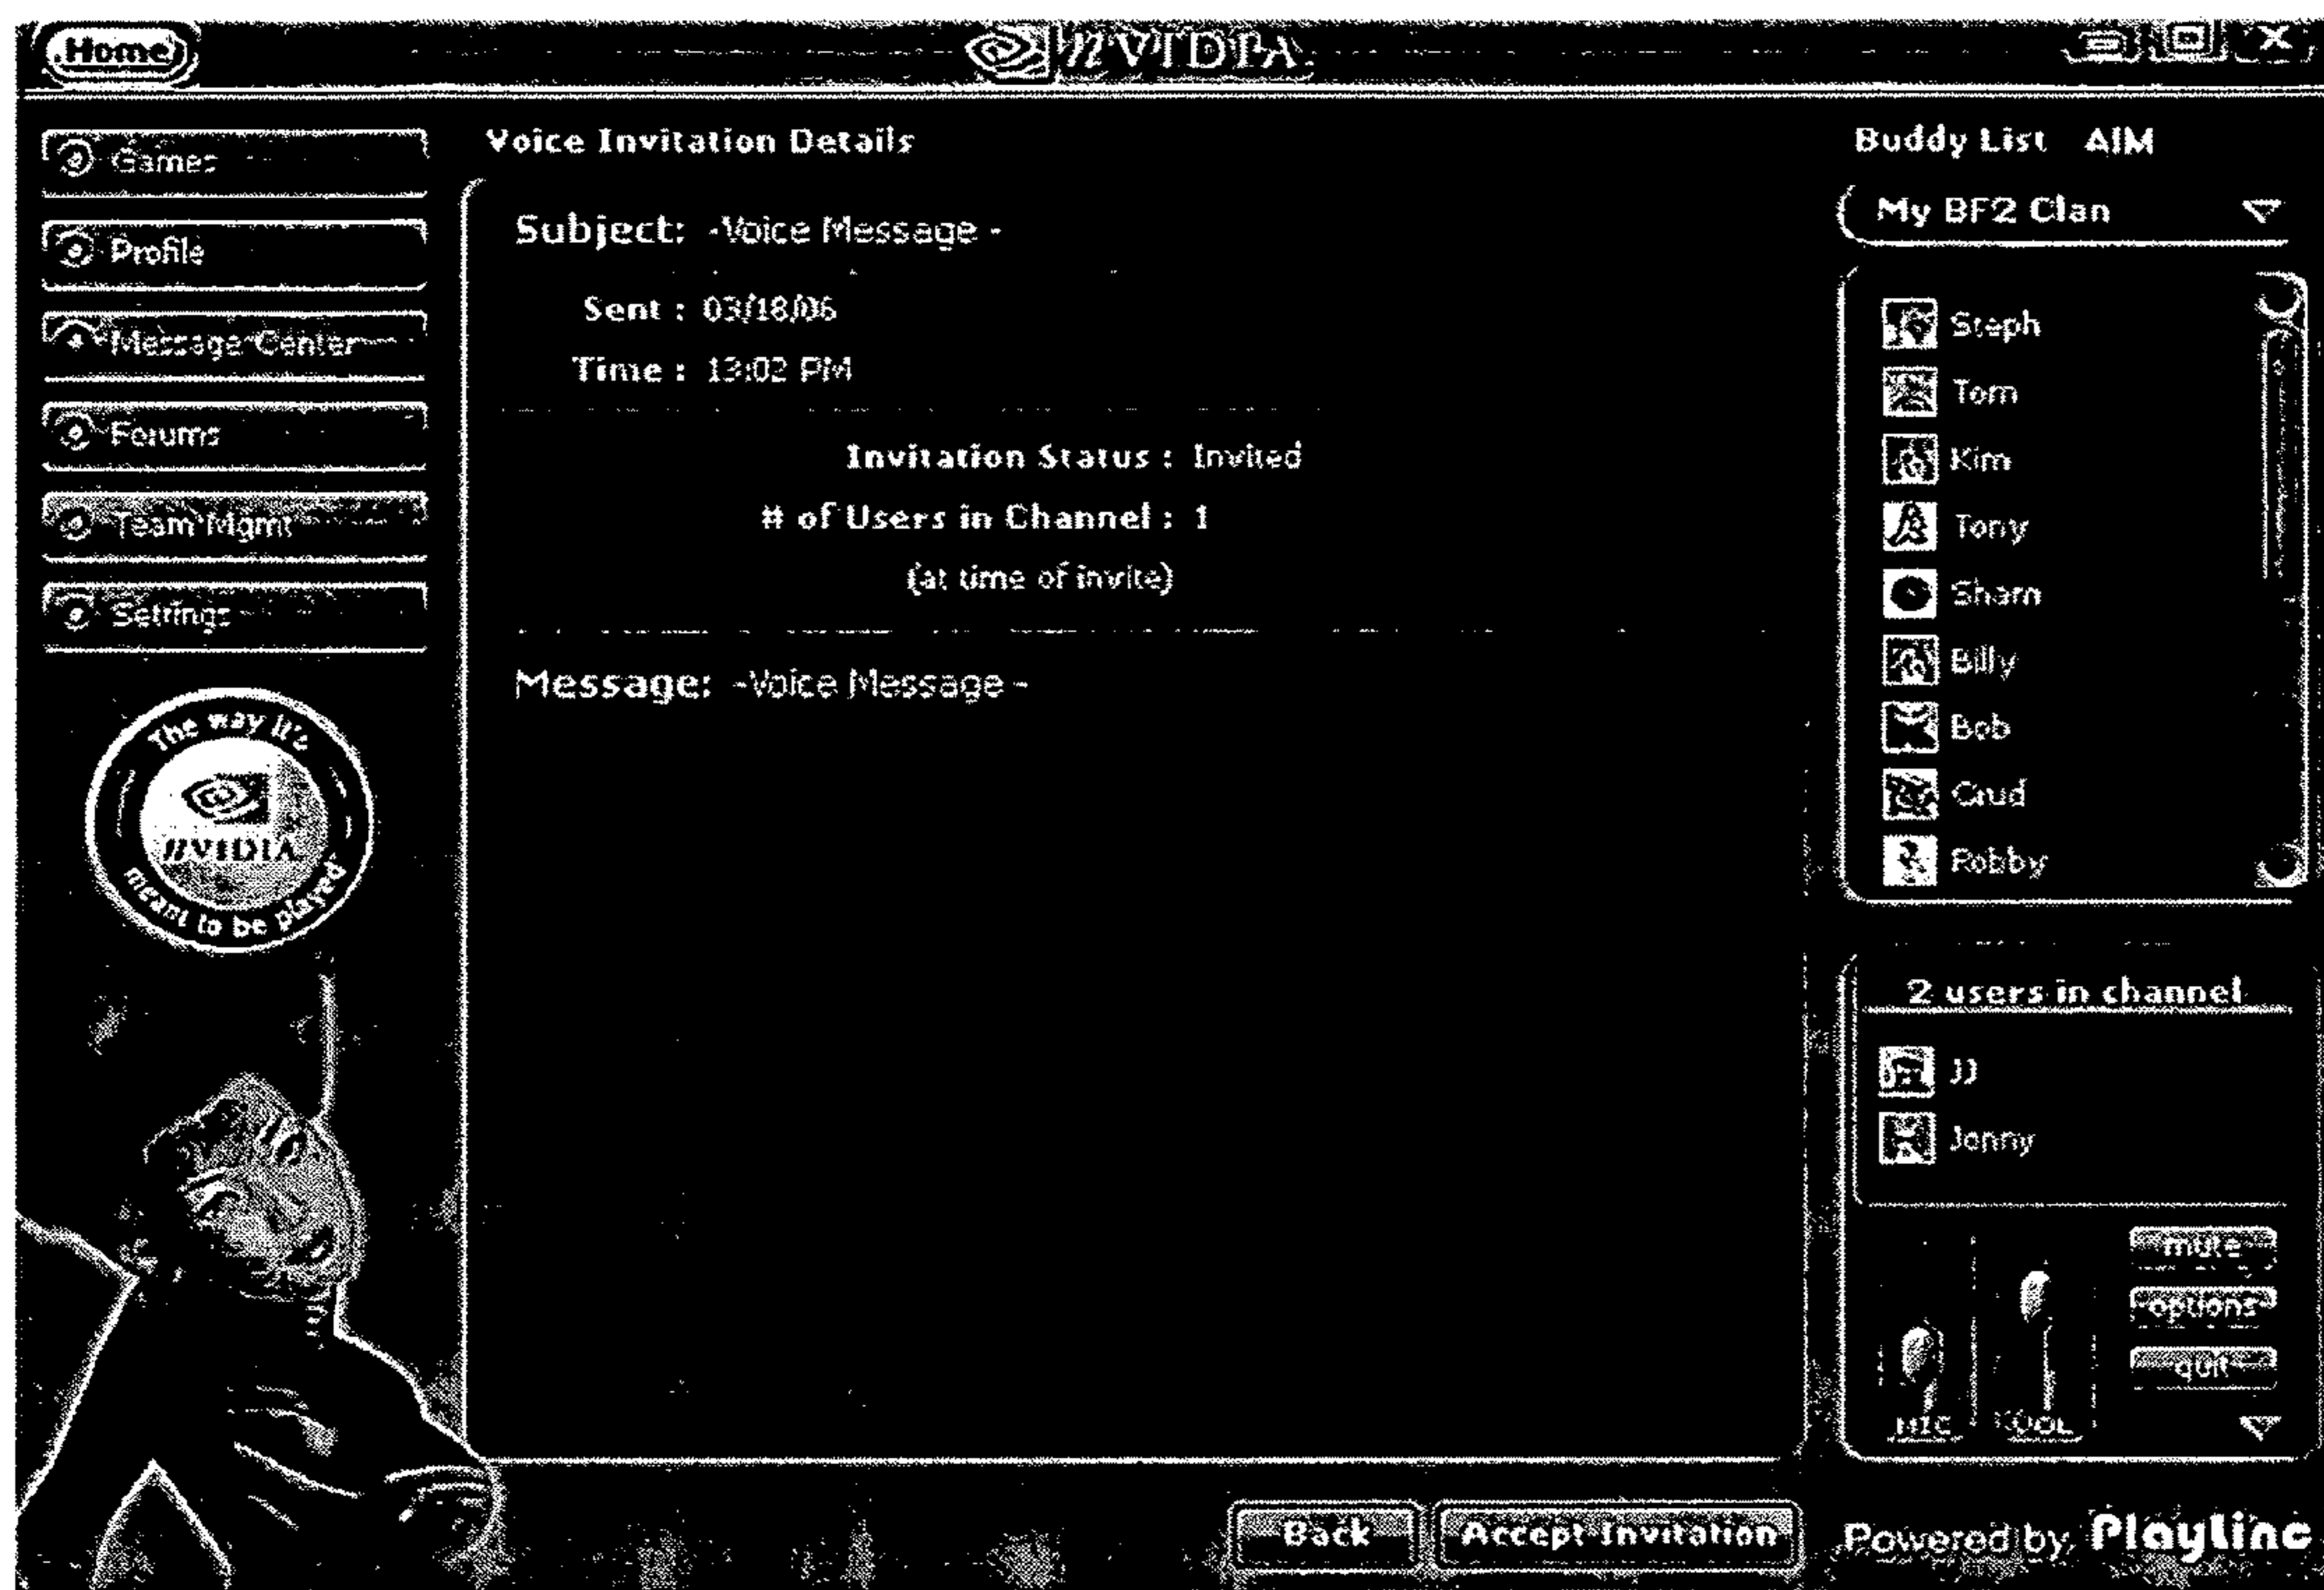 Home
nVIDIA
Games
Profile
Message Center
Forums
Team Mgmt
Settings
The way it's
nVIDIA
meant to be played
Voice Invitation Details
Subject: -Voice Message -
Sent : 03/18/06
Time : 13:02 PM
Invitation Status : Invited
# of Users in Channel : 1
(at time of invite)
Message: -Voice Message -
Back
Accept Invitation
Buddy List AIM
My BF2 Clan
Steph
Tom
Kim
Tony
Sham
Billy
Bob
Crud
Robby
2 users in channel
JJ
Jenny
mute
options
quit
MIC
Powered by Playlinc